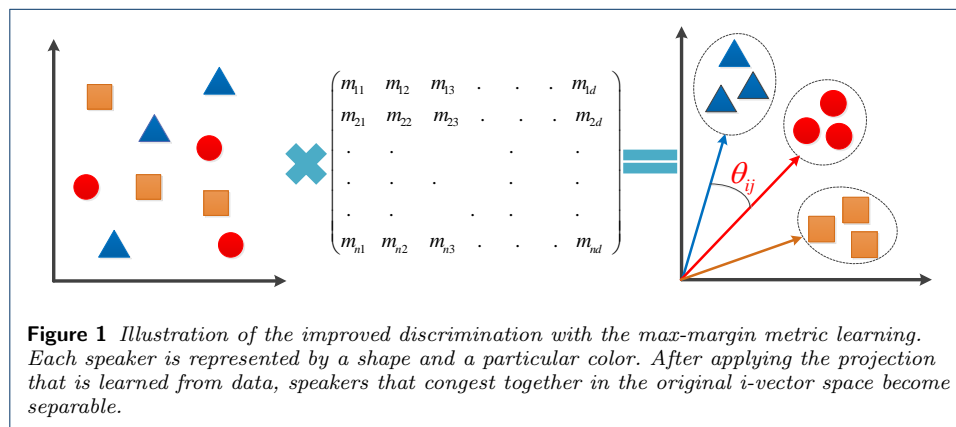 m11 m12 m13 . . . m1d
m21 m22 m23 . . . m2d
. . . .
. . . . .
. . . . .
mn1 mn2 mn3 . . . mnd
θij
Figure 1 Illustration of the improved discrimination with the max-margin metric learning.
Each speaker is represented by a shape and a particular color. After applying the projection
that is learned from data, speakers that congest together in the original i-vector space become
separable.